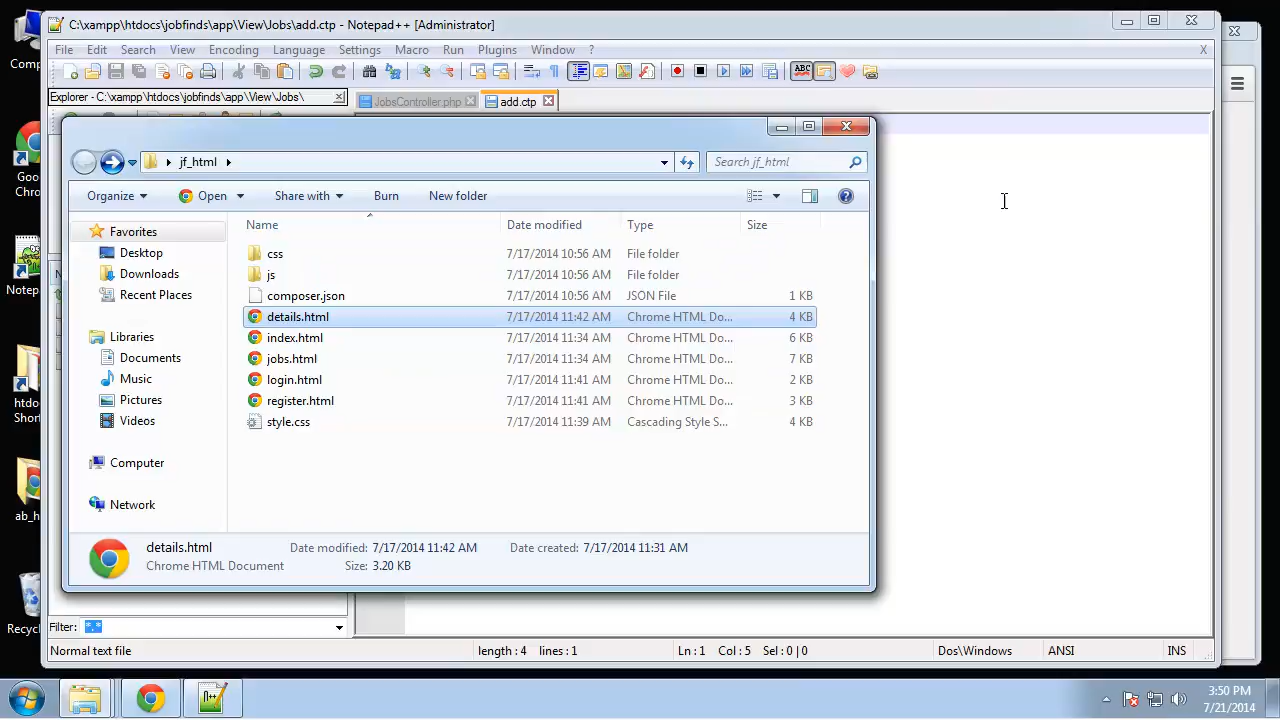 C:\xampp\htdocs\jobfinds\app\View\Jobs\add.ctp - Notepad++ [Administrator]
File Edit Search View Encoding Language Settings Macro Run Plugins Window ? X
ABC
Explorer - C:\xampp\htdocs\jobfinds\app\View\Jobs\
JobsController.php add.ctp
jf_html
Search jf_html
Organize Open Share with Burn New folder
Name Date modified Type Size
Favorites
Desktop
Downloads
Recent Places
Libraries
Documents
Music
Pictures
Videos
Computer
Network
css 7/17/2014 10:56 AM File folder
js 7/17/2014 10:56 AM File folder
composer.json 7/17/2014 10:56 AM JSON File 1 KB
details.html 7/17/2014 11:42 AM Chrome HTML Do... 4 KB
index.html 7/17/2014 11:34 AM Chrome HTML Do... 6 KB
jobs.html 7/17/2014 11:34 AM Chrome HTML Do... 7 KB
login.html 7/17/2014 11:41 AM Chrome HTML Do... 2 KB
register.html 7/17/2014 11:41 AM Chrome HTML Do... 3 KB
style.css 7/17/2014 11:39 AM Cascading Style S... 4 KB
details.html Date modified: 7/17/2014 11:42 AM Date created: 7/17/2014 11:31 AM
Chrome HTML Document Size: 3.20 KB
Filter: *.*
Normal text file length : 4 lines : 1 Ln : 1 Col : 5 Sel : 0 | 0 Dos\Windows ANSI INS
Comp
Goo
Chro
Notep
htdo
Short
ab_h
Recycl
3:50 PM
7/21/2014